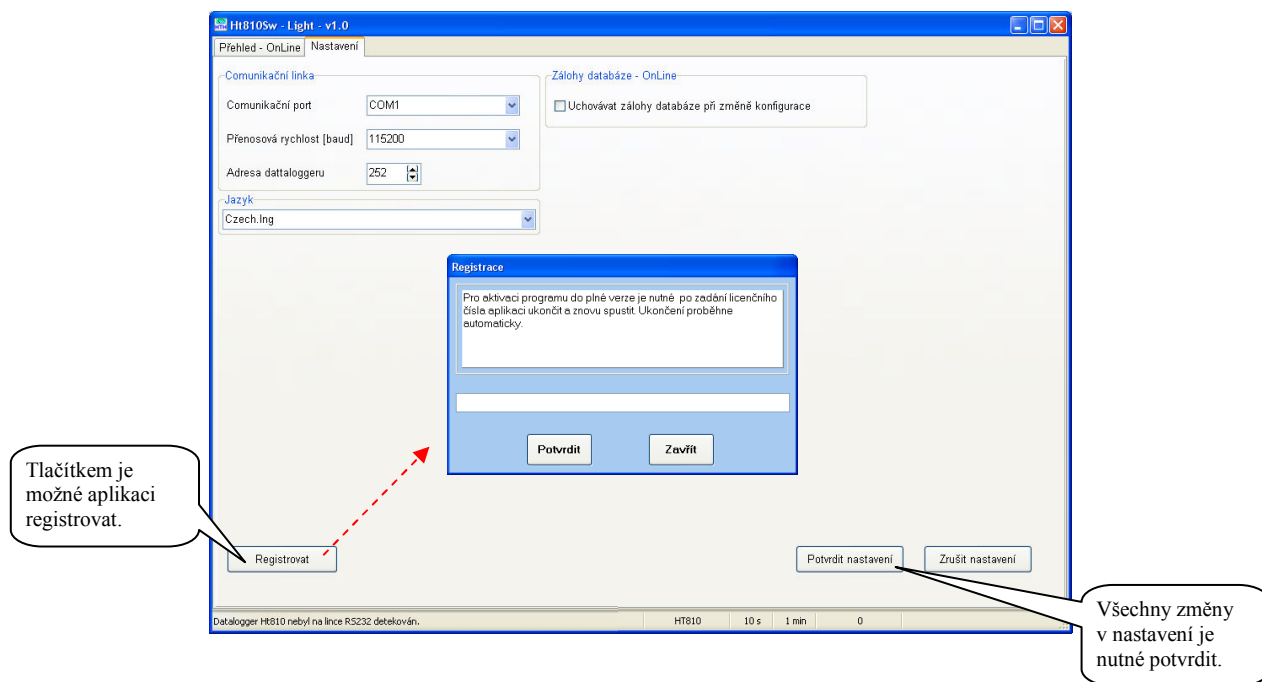 Ht810Sw - Light - v1.0
Přehled - OnLine Nastavení
Comunikační linka
Comunikační port COM1
Přenosová rychlost [baud] 115200
Adresa dattaloggeru 252
Zálohy databáze - OnLine
Uchovávat zálohy databáze při změně konfigurace
Jazyk
Czech.lng
Registrace
Pro aktivaci programu do plné verze je nutné po zadání licenčního
čísla aplikaci ukončit a znovu spustit. Ukončení proběhne
automaticky.
Potvrdit Zavřít
Tlačítkem je
možné aplikaci
registrovat.
Registrovat Potvrdit nastavení Zrušit nastavení
Všechny změny
v nastavení je
nutné potvrdit.
Datalogger Ht810 nebyl na lince RS232 detekován. HT810 10 s 1 min 0